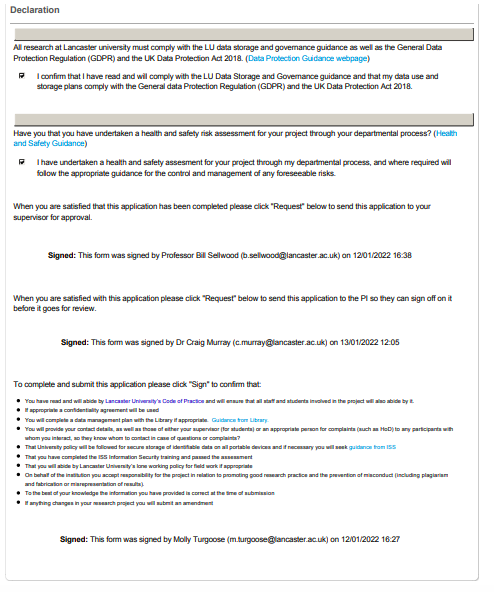 Declaration
All research at Lancaster university must comply with the LU data storage and governance guidance as well as the General Data
Protection Regulation (GDPR) and the UK Data Protection Act 2018. (Data Protection Guidance webpage)
I confirm that I have read and will comply with the LU Data Storage and Governance guidance and that my data use and
storage plans comply with the General data Protection Regulation (GDPR) and the UK Data Protection Act 2018.
Have you that you have undertaken a health and safety risk assessment for your project through your departmental process? (Health
and Safety Guidance)
I have undertaken a health and safety assesment for your project through my departmental process, and where required will
follow the appropriate guidance for the control and management of any foreseeable risks.
When you are satisfied that this application has been completed please click "Request" below to send this application to your
supervisor for approval.
Signed: This form was signed by Professor Bill Sellwood (b.sellwood@lancaster.ac.uk) on 12/01/2022 16:38
When you are satisfied with this application please click "Request" below to send this application to the PI so they can sign off on it
before it goes for review.
Signed: This form was signed by Dr Craig Murray (c.murray@lancaster.ac.uk) on 13/01/2022 12:05
To complete and submit this application please click "Sign" to confirm that:
• You have read and will abide by Lancaster University's Code of Practice and will ensure that all staff and students involved in the project will also abide by it.
• If appropriate a confidentiality agreement will be used
• You will complete a data management plan with the Library if appropriate. Guidance from Library.
• You will provide your contact details, as well as those of either your supervisor (for students) or an appropriate person for complaints (such as HoD) to any participants with
whom you interact, so they know whom to contact in case of questions or complaints?
• That University policy will be followed for secure storage of identifiable data on all portable devices and if necessary you will seek guidance from ISS
• That you have completed the ISS Information Security training and passed the assessment
• That you will abide by Lancaster University's lone working policy for field work if appropriate
• On behalf of the institution you accept responsibility for the project in relation to promoting good research practice and the prevention of misconduct (including plagiarism
and fabrication or misrepresentation of results).
• To the best of your knowledge the information you have provided is correct at the time of submission
• If anything changes in your research project you will submit an amendment
Signed: This form was signed by Molly Turgoose (m.turgoose@lancaster.ac.uk) on 12/01/2022 16:27